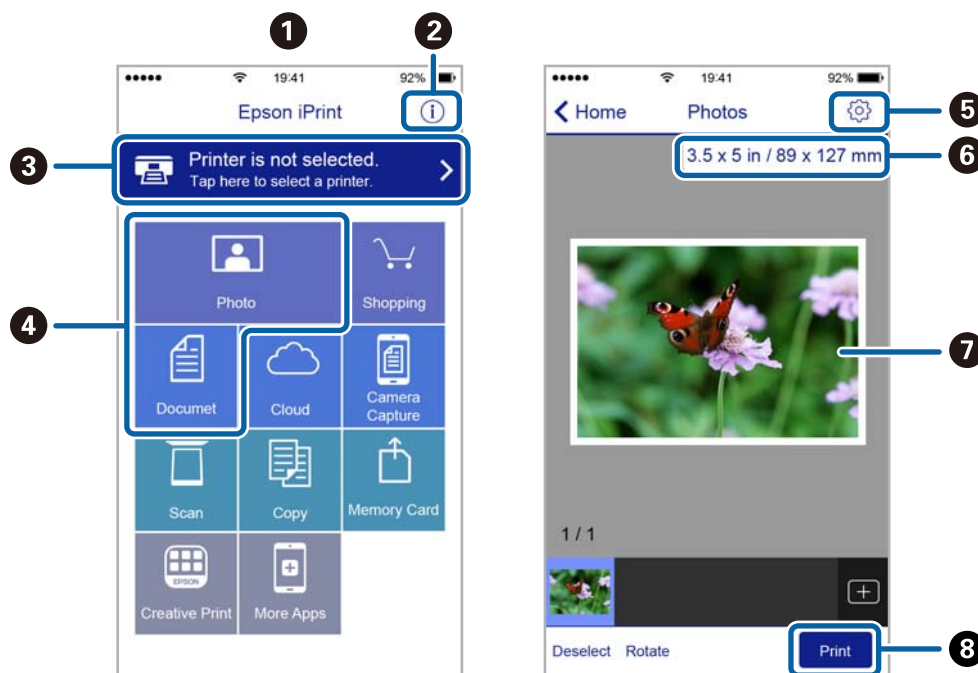 1
2
19:41
92%
Epson iPrint
3
Printer is not selected.
Tap here to select a printer.
4
Photo
Shopping
Documet
Cloud
Camera
Capture
Scan
Copy
Memory Card
EPSON
Creative Print
More Apps
19:41
92%
Home
Photos
5
3.5 x 5 in / 89 x 127 mm
6
7
1 / 1
Deselect
Rotate
Print
8